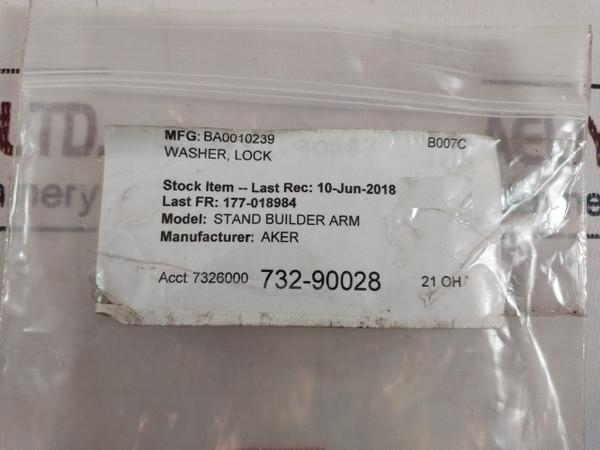 MFG: BA0010239 B007C
WASHER, LOCK
Stock Item -- Last Rec: 10-Jun-2018
Last FR: 177-018984
Model: STAND BUILDER ARM
Manufacturer: AKER
Acct 7326000 732-90028 21 OH
LTD.